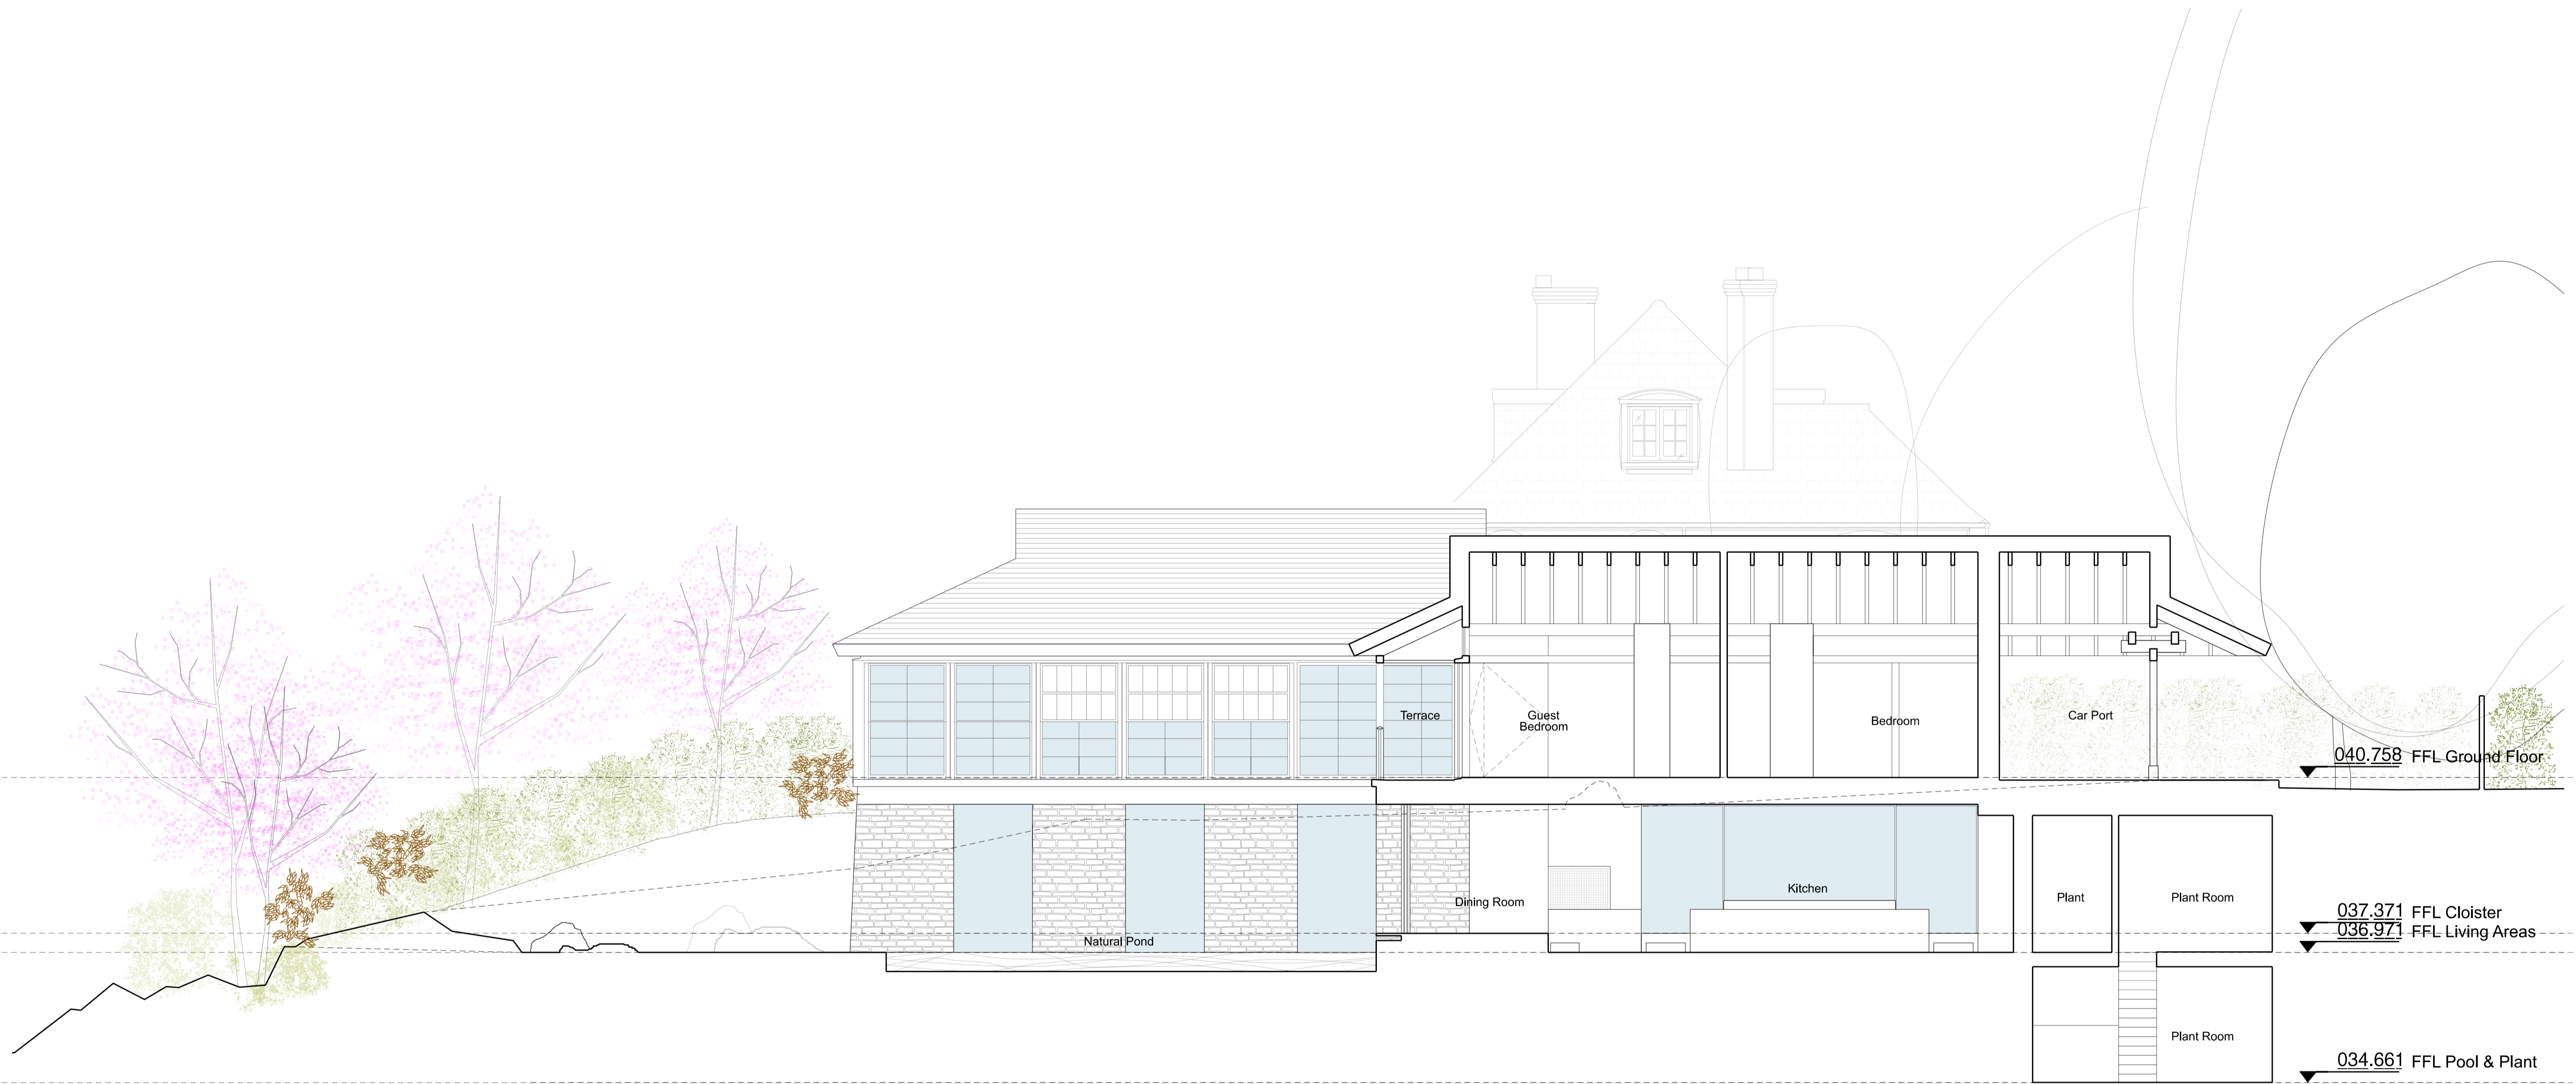 Terrace
Guest
Bedroom
Bedroom
Car Port
040.758 FFL Ground Floor
Dining Room
Kitchen
Plant
Plant Room
037.371 FFL Cloister
036.971 FFL Living Areas
Natural Pond
Plant Room
034.661 FFL Pool & Plant